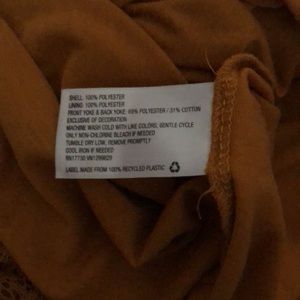 SHELL: 100% POLYESTER
LINING: 100% POLYESTER
FRONT YOKE & BACK YOKE: 69% POLYESTER / 31% COTTON
EXCLUSIVE OF DECORATION
MACHINE WASH COLD WITH LIKE COLORS, GENTLE CYCLE
ONLY NON-CHLORINE BLEACH IF NEEDED
TUMBLE DRY LOW, REMOVE PROMPTLY
COOL IRON IF NEEDED
RN17730 VN1299829
LABEL MADE FROM 100% RECYCLED PLASTIC